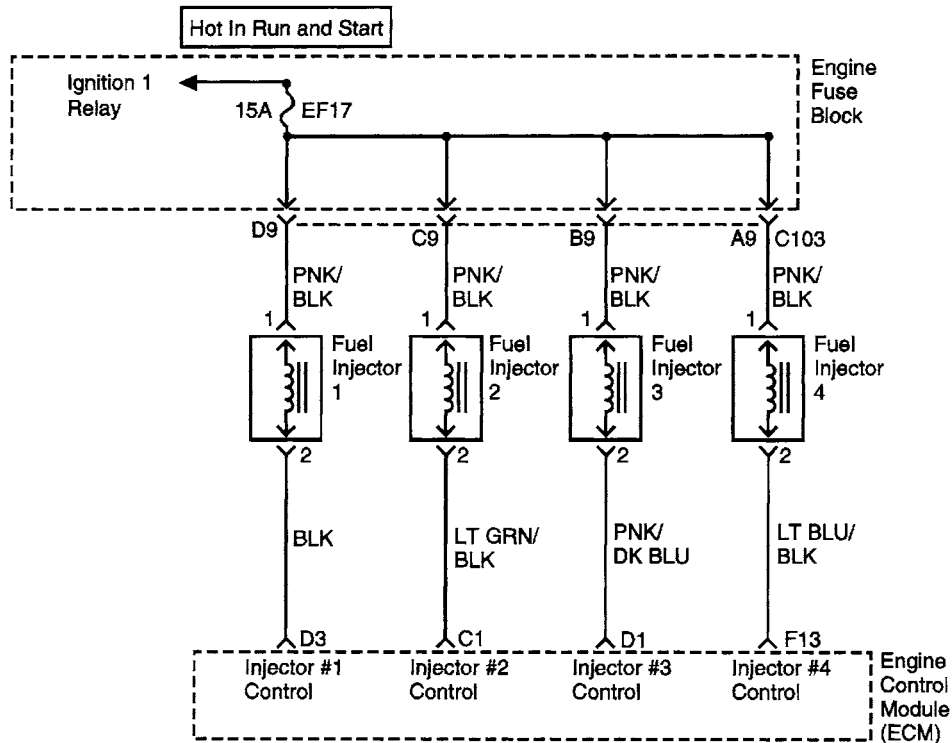 Hot In Run and Start
Ignition 1
Relay
15A EF17
Engine
Fuse
Block
D9 C9 B9 A9 C103
PNK/
BLK
PNK/
BLK
PNK/
BLK
PNK/
BLK
1 1 1 1
Fuel
Injector
1
Fuel
Injector
2
Fuel
Injector
3
Fuel
Injector
4
2 2 2 2
BLK
LT GRN/
BLK
PNK/
DK BLU
LT BLU/
BLK
D3 C1 D1 F13
Injector #1
Control
Injector #2
Control
Injector #3
Control
Injector #4
Control
Engine
Control
Module
(ECM)